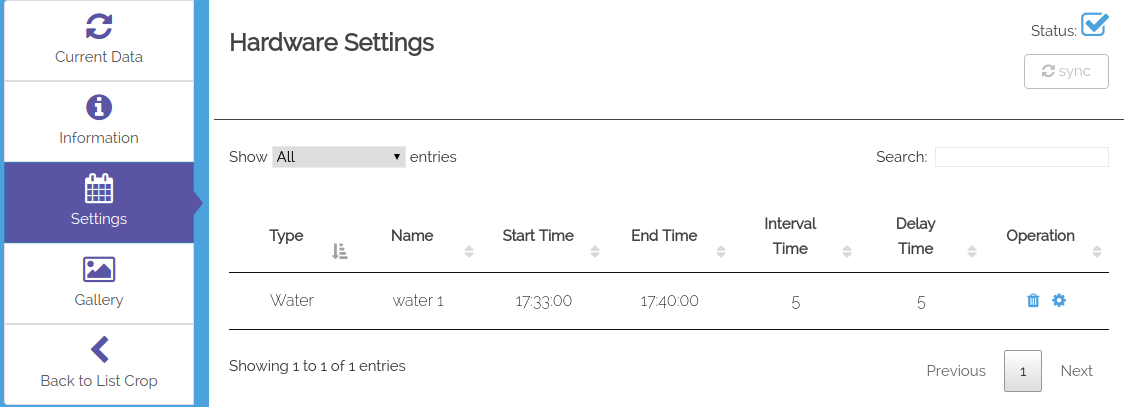 Current Data
Information
Settings
Gallery
Back to List Crop
Hardware Settings
Status:
sync
Show All entries
Search:
Type Name Start Time End Time Interval Time Delay Time Operation
Water water 1 17:33:00 17:40:00 5 5
Showing 1 to 1 of 1 entries
Previous 1 Next